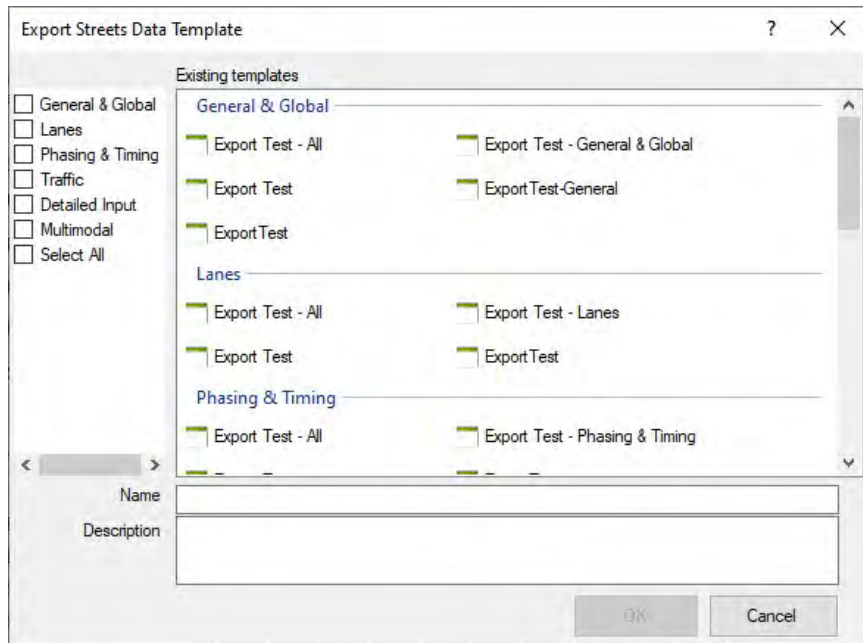 Export Streets Data Template
?
Existing templates
General & Global
Lanes
Phasing & Timing
Traffic
Detailed Input
Multimodal
Select All
General & Global
Export Test - All Export Test - General & Global
Export Test ExportTest-General
ExportTest
Lanes
Export Test - All Export Test - Lanes
Export Test ExportTest
Phasing & Timing
Export Test - All Export Test - Phasing & Timing
Name
Description
OK Cancel